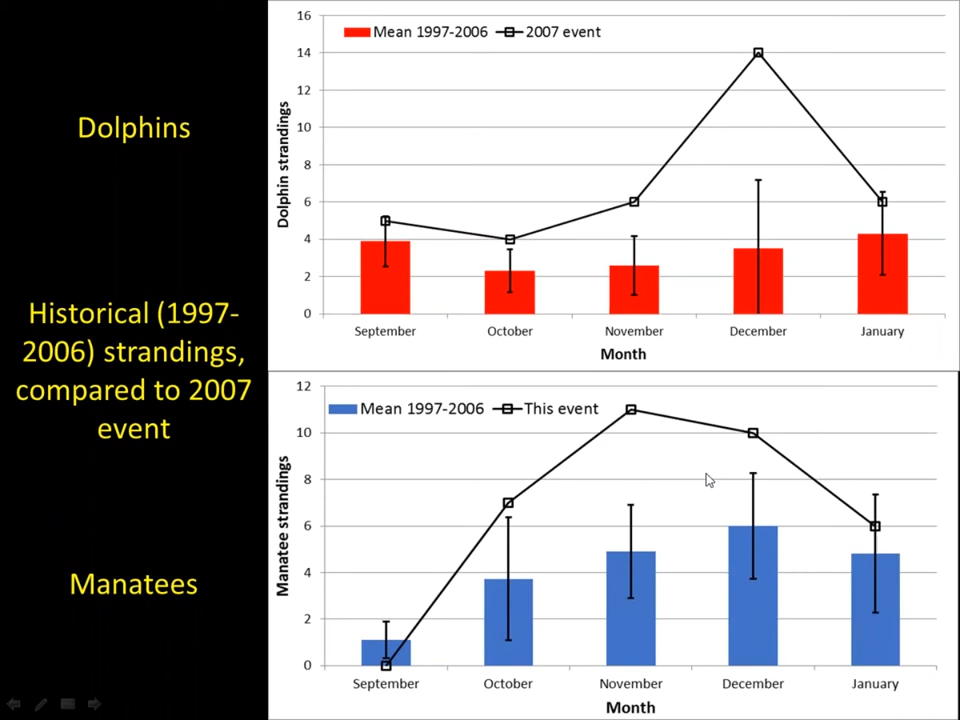 Dolphins
Historical (1997-
2006) strandings,
compared to 2007
event
Manatees
Mean 1997-2006 2007 event
Dolphin strandings
16
14
12
10
8
6
4
2
0
September October November December January
Month
Mean 1997-2006 This event
Manatee strandings
12
10
8
6
4
2
0
September October November December January
Month